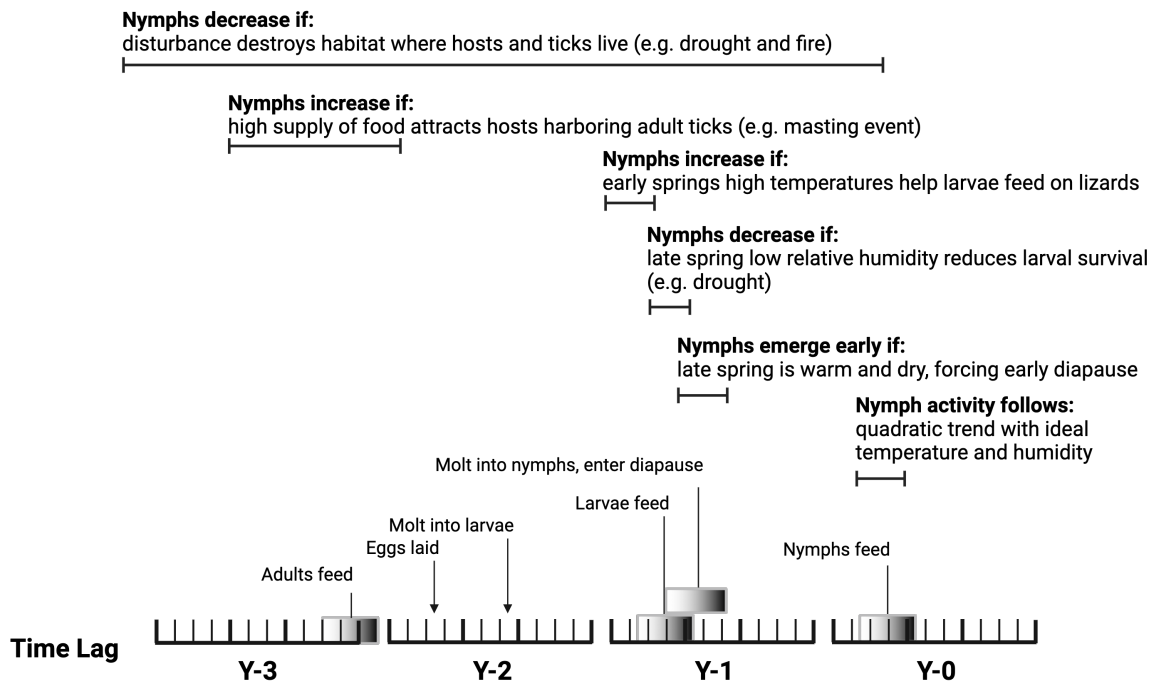 Nymphs decrease if:
disturbance destroys habitat where hosts and ticks live (e.g. drought and fire)
Nymphs increase if:
high supply of food attracts hosts harboring adult ticks (e.g. masting event)
Nymphs increase if:
early springs high temperatures help larvae feed on lizards
Nymphs decrease if:
late spring low relative humidity reduces larval survival
(e.g. drought)
Nymphs emerge early if:
late spring is warm and dry, forcing early diapause
Nymph activity follows:
quadratic trend with ideal
temperature and humidity
Molt into nymphs, enter diapause
Larvae feed
Molt into larvae
Eggs laid
Nymphs feed
Adults feed
Time Lag
Y-3
Y-2
Y-1
Y-0